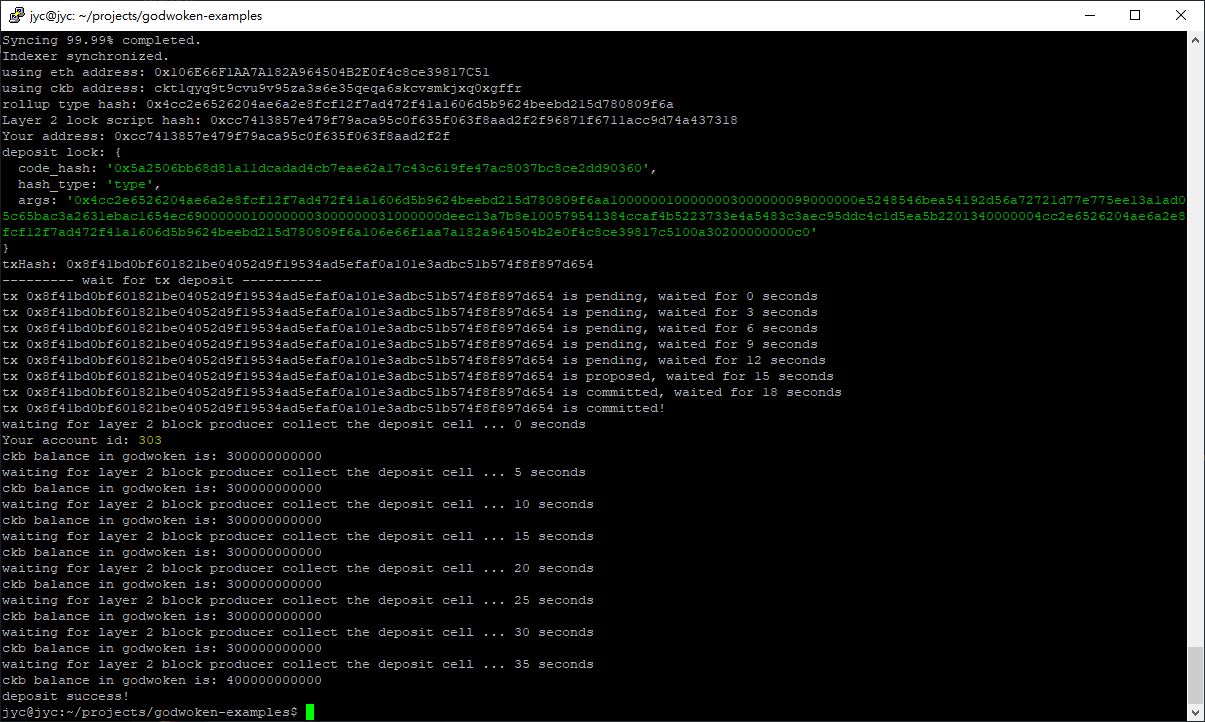 jyc@jyc: ~/projects/godwoken-examples
Syncing 99.99% completed.
Indexer synchronized.
using eth address: 0x106E66F1AA7A182A964504B2E0f4c8ce39817C51
using ckb address: ckt1qyq9t9cvu9v95za3s6e35qeqa6skcvsmkjxq0xgffr
rollup type hash: 0x4cc2e6526204ae6a2e8fcf12f7ad472f41a1606d5b9624beebd215d780809f6a
Layer 2 lock script hash: 0xcc7413857e479f79aca95c0f635f063f8aad2f2f96871f6711acc9d74a437318
Your address: 0xcc7413857e479f79aca95c0f635f063f8aad2f2f
deposit lock: {
  code_hash: '0x5a2506bb68d81a11dcadad4cb7eae62a17c43c619fe47ac8037bc8ce2dd90360',
  hash_type: 'type',
  args: '0x4cc2e6526204ae6a2e8fcf12f7ad472f41a1606d5b9624beebd215d780809f6aa10000001000000030000000099000000e5248546bea54192d56a72721d77e775ee13a1ad0
5c65bac3a2631ebac1654ec690000001000000030000000310000000deec13a7b8e100579541384ccaf4b5223733e4a5483c3aec95ddc4c1d5ea5b2201340000004cc2e6526204ae6a2e8
fcf12f7ad472f41a1606d5b9624beebd215d780809f6a106e66f1aa7a182a964504b2e0f4c8ce39817c5100a30200000000c0'
}
txHash: 0x8f41bd0bf601821be04052d9f19534ad5efaf0a101e3adbc51b574f8f897d654
--------- wait for tx deposit ----------
tx 0x8f41bd0bf601821be04052d9f19534ad5efaf0a101e3adbc51b574f8f897d654 is pending, waited for 0 seconds
tx 0x8f41bd0bf601821be04052d9f19534ad5efaf0a101e3adbc51b574f8f897d654 is pending, waited for 3 seconds
tx 0x8f41bd0bf601821be04052d9f19534ad5efaf0a101e3adbc51b574f8f897d654 is pending, waited for 6 seconds
tx 0x8f41bd0bf601821be04052d9f19534ad5efaf0a101e3adbc51b574f8f897d654 is pending, waited for 9 seconds
tx 0x8f41bd0bf601821be04052d9f19534ad5efaf0a101e3adbc51b574f8f897d654 is pending, waited for 12 seconds
tx 0x8f41bd0bf601821be04052d9f19534ad5efaf0a101e3adbc51b574f8f897d654 is proposed, waited for 15 seconds
tx 0x8f41bd0bf601821be04052d9f19534ad5efaf0a101e3adbc51b574f8f897d654 is committed, waited for 18 seconds
tx 0x8f41bd0bf601821be04052d9f19534ad5efaf0a101e3adbc51b574f8f897d654 is committed!
waiting for layer 2 block producer collect the deposit cell ... 0 seconds
Your account id: 303
ckb balance in godwoken is: 300000000000
waiting for layer 2 block producer collect the deposit cell ... 5 seconds
ckb balance in godwoken is: 300000000000
waiting for layer 2 block producer collect the deposit cell ... 10 seconds
ckb balance in godwoken is: 300000000000
waiting for layer 2 block producer collect the deposit cell ... 15 seconds
ckb balance in godwoken is: 300000000000
waiting for layer 2 block producer collect the deposit cell ... 20 seconds
ckb balance in godwoken is: 300000000000
waiting for layer 2 block producer collect the deposit cell ... 25 seconds
ckb balance in godwoken is: 300000000000
waiting for layer 2 block producer collect the deposit cell ... 30 seconds
ckb balance in godwoken is: 300000000000
waiting for layer 2 block producer collect the deposit cell ... 35 seconds
ckb balance in godwoken is: 400000000000
deposit success!
jyc@jyc:~/projects/godwoken-examples$